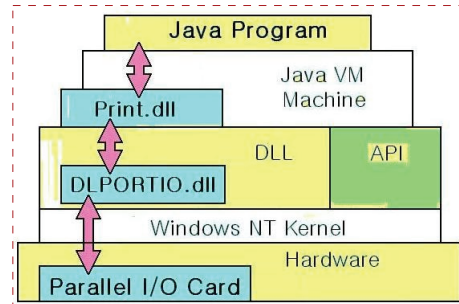 Java Program
Java VM
Machine
Print.dll
DLL
API
DLPORTIO.dll
Windows NT Kernel
Hardware
Parallel I/O Card